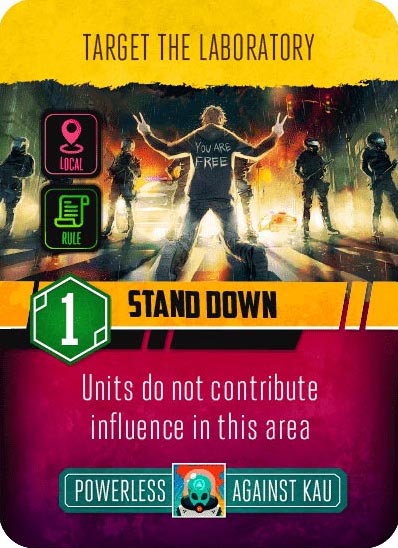 TARGET THE LABORATORY
YOU ARE
FREE
LOCAL
RULE
1 STAND DOWN
Units do not contribute
influence in this area
POWERLESS AGAINST KAU